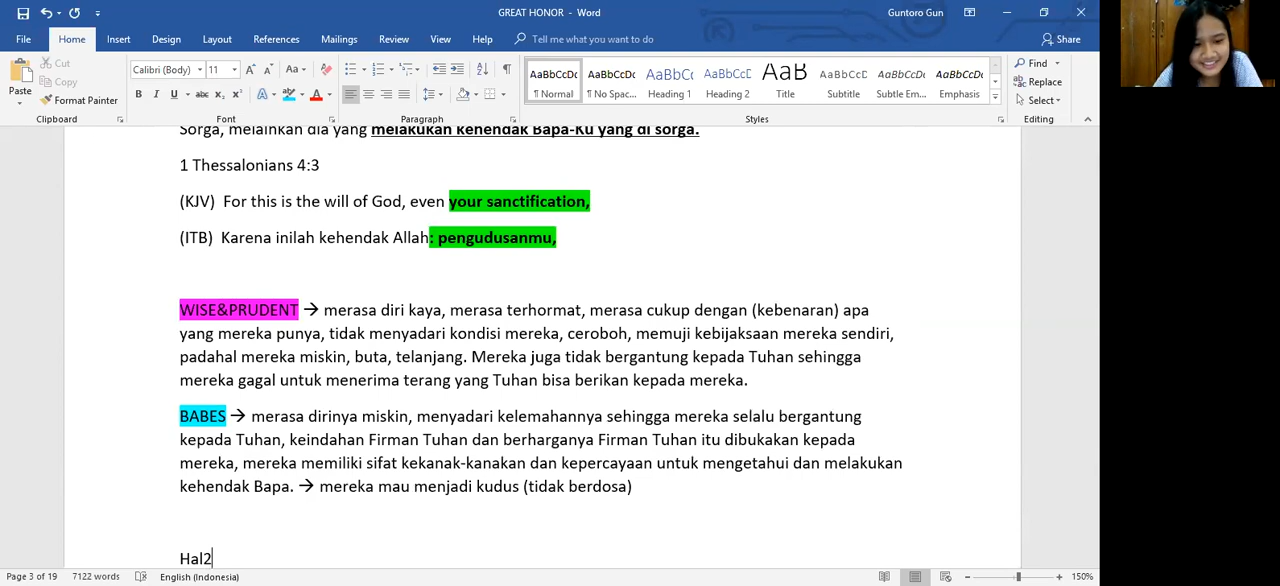 GREAT HONOR - Word
Guntoro Gun
File Home Insert Design Layout References Mailings Review View Help Tell me what you want to do Share
Paste
Cut
Copy
Format Painter
Calibri (Body) 11 Aa
B I U abc x₂ x²
Clipboard Font Paragraph Styles Editing
AaBbCcDc AaBbCcDc AaBbCc AaBbCcD AaB AaBbCcD AaBbCcDc AaBbCcDc
¶ Normal ¶ No Spac... Heading 1 Heading 2 Title Subtitle Subtle Em... Emphasis
Find
Replace
Select
Sorga, melainkan dia yang melakukan kehendak Bapa-Ku yang di sorga.
1 Thessalonians 4:3
(KJV) For this is the will of God, even your sanctification,
(ITB) Karena inilah kehendak Allah: pengudusanmu,
WISE&PRUDENT → merasa diri kaya, merasa terhormat, merasa cukup dengan (kebenaran) apa
yang mereka punya, tidak menyadari kondisi mereka, ceroboh, memuji kebijaksaan mereka sendiri,
padahal mereka miskin, buta, telanjang. Mereka juga tidak bergantung kepada Tuhan sehingga
mereka gagal untuk menerima terang yang Tuhan bisa berikan kepada mereka.
BABES → merasa dirinya miskin, menyadari kelemahannya sehingga mereka selalu bergantung
kepada Tuhan, keindahan Firman Tuhan dan berharganya Firman Tuhan itu dibukakan kepada
mereka, mereka memiliki sifat kekanak-kanakan dan kepercayaan untuk mengetahui dan melakukan
kehendak Bapa. → mereka mau menjadi kudus (tidak berdosa)
Hal2
Page 3 of 19 7122 words English (Indonesia) 150%